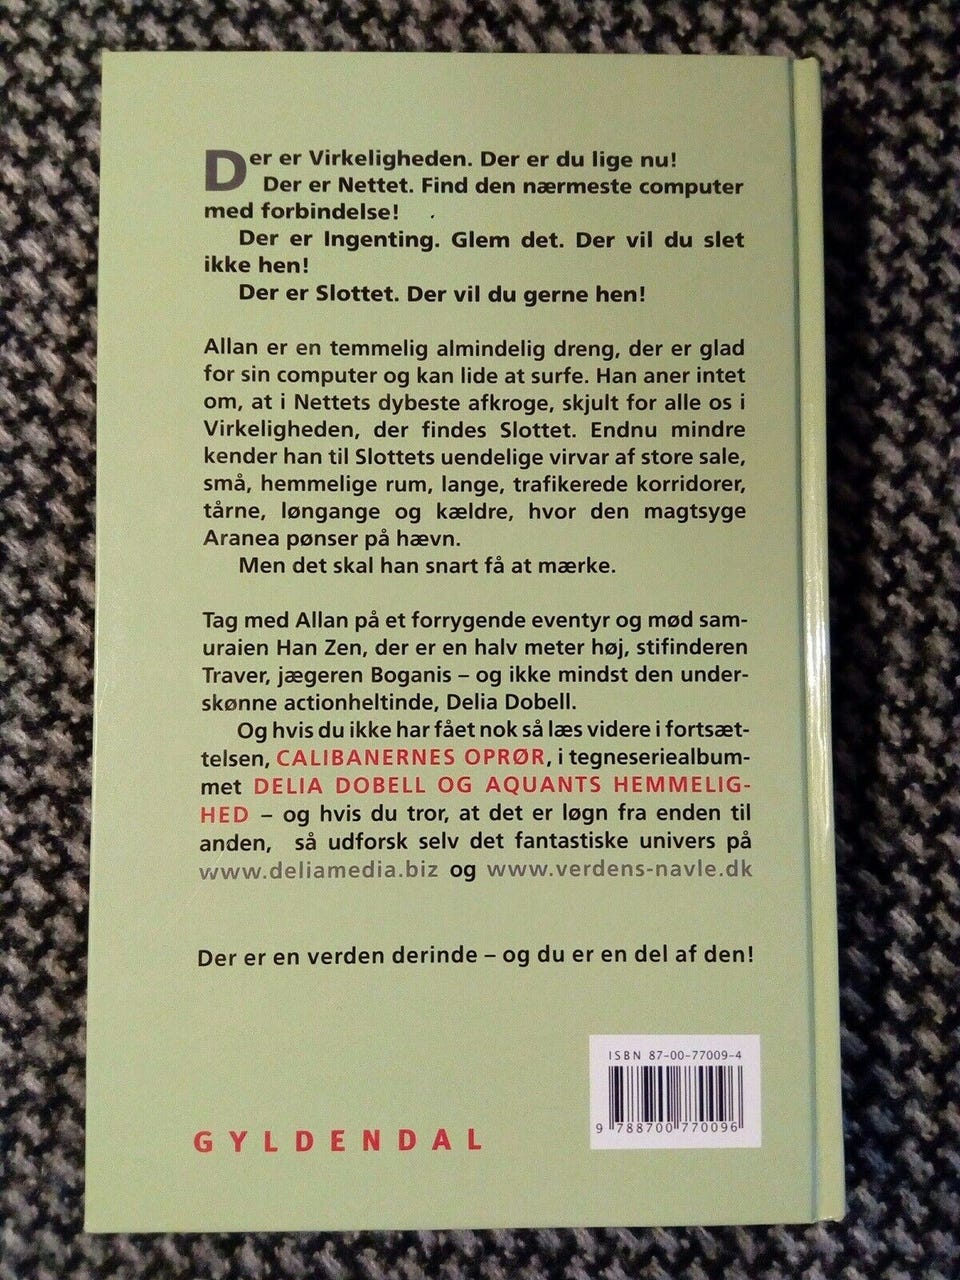 Der er Virkeligheden. Der er du lige nu!
Der er Nettet. Find den nærmeste computer
med forbindelse!
Der er Ingenting. Glem det. Der vil du slet
ikke hen!
Der er Slottet. Der vil du gerne hen!
Allan er en temmelig almindelig dreng, der er glad
for sin computer og kan lide at surfe. Han aner intet
om, at i Nettets dybeste afkroge, skjult for alle os i
Virkeligheden, der findes Slottet. Endnu mindre
kender han til Slottets uendelige virvar af store sale,
små, hemmelige rum, lange, trafikerede korridorer,
tårne, løngange og kældre, hvor den magtsyge
Aranea pønser på hævn.
Men det skal han snart få at mærke.
Tag med Allan på et forrygende eventyr og mød sam-
uraien Han Zen, der er en halv meter høj, stifinderen
Traver, jægeren Boganis – og ikke mindst den under-
skønne actionheltinde, Delia Dobell.
Og hvis du ikke har fået nok så læs videre i fortsæt-
telsen, CALIBANERNES OPRØR, i tegneseriealbum-
met DELIA DOBELL OG AQUANTS HEMMELIG-
HED – og hvis du tror, at det er løgn fra enden til
anden, så udforsk selv det fantastiske univers på
www.deliamedia.biz og www.verdens-navle.dk
Der er en verden derinde – og du er en del af den!
ISBN 87-00-77009-4
9 788700 770096
GYLDENDAL